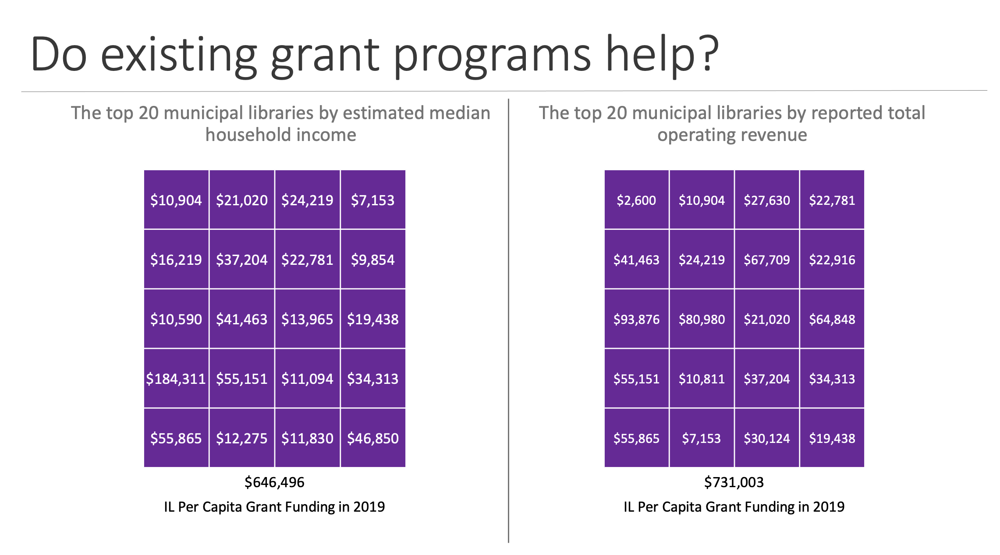 Do existing grant programs help?
The top 20 municipal libraries by estimated median
household income
$10,904 $21,020 $24,219 $7,153
$16,219 $37,204 $22,781 $9,854
$10,590 $41,463 $13,965 $19,438
$184,311 $55,151 $11,094 $34,313
$55,865 $12,275 $11,830 $46,850
$646,496
IL Per Capita Grant Funding in 2019
The top 20 municipal libraries by reported total
operating revenue
$2,600 $10,904 $27,630 $22,781
$41,463 $24,219 $67,709 $22,916
$93,876 $80,980 $21,020 $64,848
$55,151 $10,811 $37,204 $34,313
$55,865 $7,153 $30,124 $19,438
$731,003
IL Per Capita Grant Funding in 2019